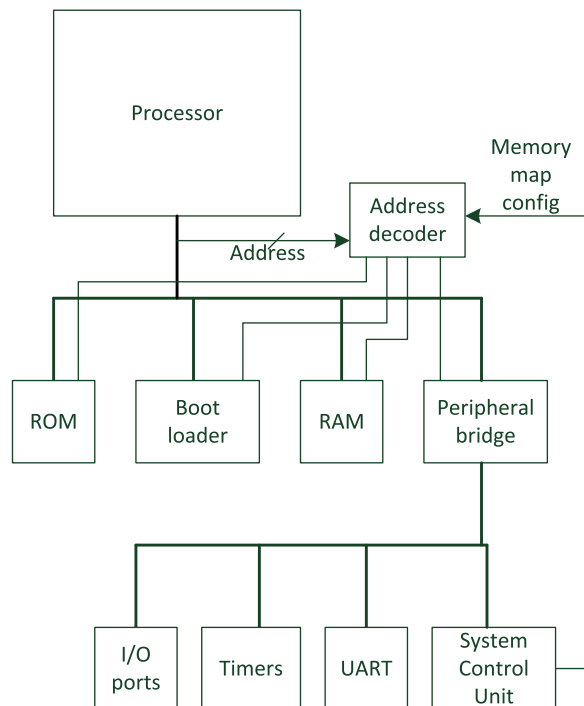 Processor
Memory
map
config
Address
decoder
Address
ROM
Boot
loader
RAM
Peripheral
bridge
I/O
ports
Timers
UART
System
Control
Unit